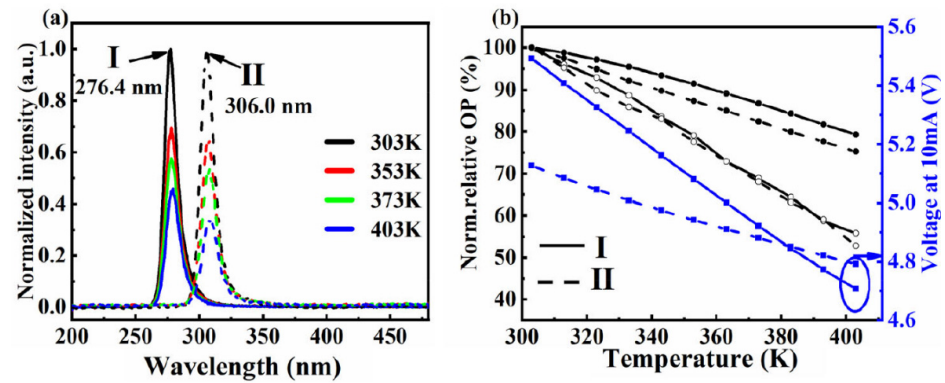 (a)
Normalized intensity (a.u.)
1.0
0.8
0.6
0.4
0.2
0.0
I
276.4 nm
II
306.0 nm
303K
353K
373K
403K
200 250 300 350 400 450
Wavelength (nm)
(b)
Norm.relative OP (%)
100
90
80
70
60
50
40
I
II
300 320 340 360 380 400
Temperature (K)
5.6
5.4
5.2
5.0
4.8
4.6
Voltage at 10mA (V)